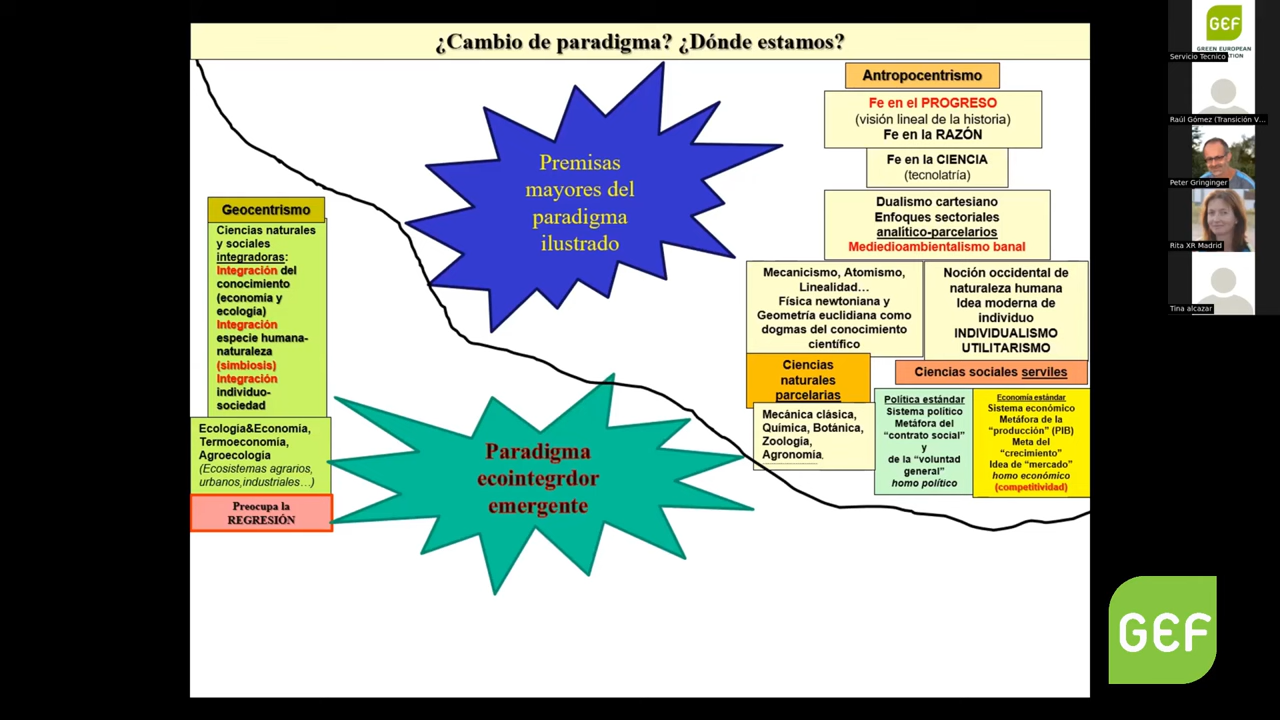 ¿Cambio de paradigma? ¿Dónde estamos?
Premisas
mayores del
paradigma
ilustrado
Antropocentrismo
Fe en el PROGRESO
(visión lineal de la historia)
Fe en la RAZÓN
Fe en la CIENCIA
(tecnolatría)
Dualismo cartesiano
Enfoques sectoriales
analítico-parcelarios
Mediedioambientalismo banal
Mecanicismo, Atomismo,
Linealidad…
Física newtoniana y
Geometría euclidiana como
dogmas del conocimiento
científico
Noción occidental de
naturaleza humana
Idea moderna de
individuo
INDIVIDUALISMO
UTILITARISMO
Ciencias
naturales
parcelarias
Ciencias sociales serviles
Mecánica clásica,
Química, Botánica,
Zoología,
Agronomía.
Política estándar
Sistema político
Metáfora del
“contrato social”
y
de la “voluntad
general”
homo político
Economía estándar
Sistema económico
Metáfora de la
“producción” (PIB)
Meta del
“crecimiento”
Idea de “mercado”
homo económico
(competitividad)
Geocentrismo
Ciencias naturales
y sociales
integradoras:
Integración del
conocimiento
(economía y
ecología)
Integración
especie humana-
naturaleza
(simbiosis)
Integración
individuo-
sociedad
Ecología&Economía,
Termoeconomía,
Agroecología
(Ecosistemas agrarios,
urbanos,industriales…)
Preocupa la
REGRESIÓN
Paradigma
ecointegrdor
emergente
GEF
GREEN EUROPEAN
Servicio Tecnico
Raúl Gómez (Transición V...
Peter Gringinger
Rita XR Madrid
Tina alcazar
GEF